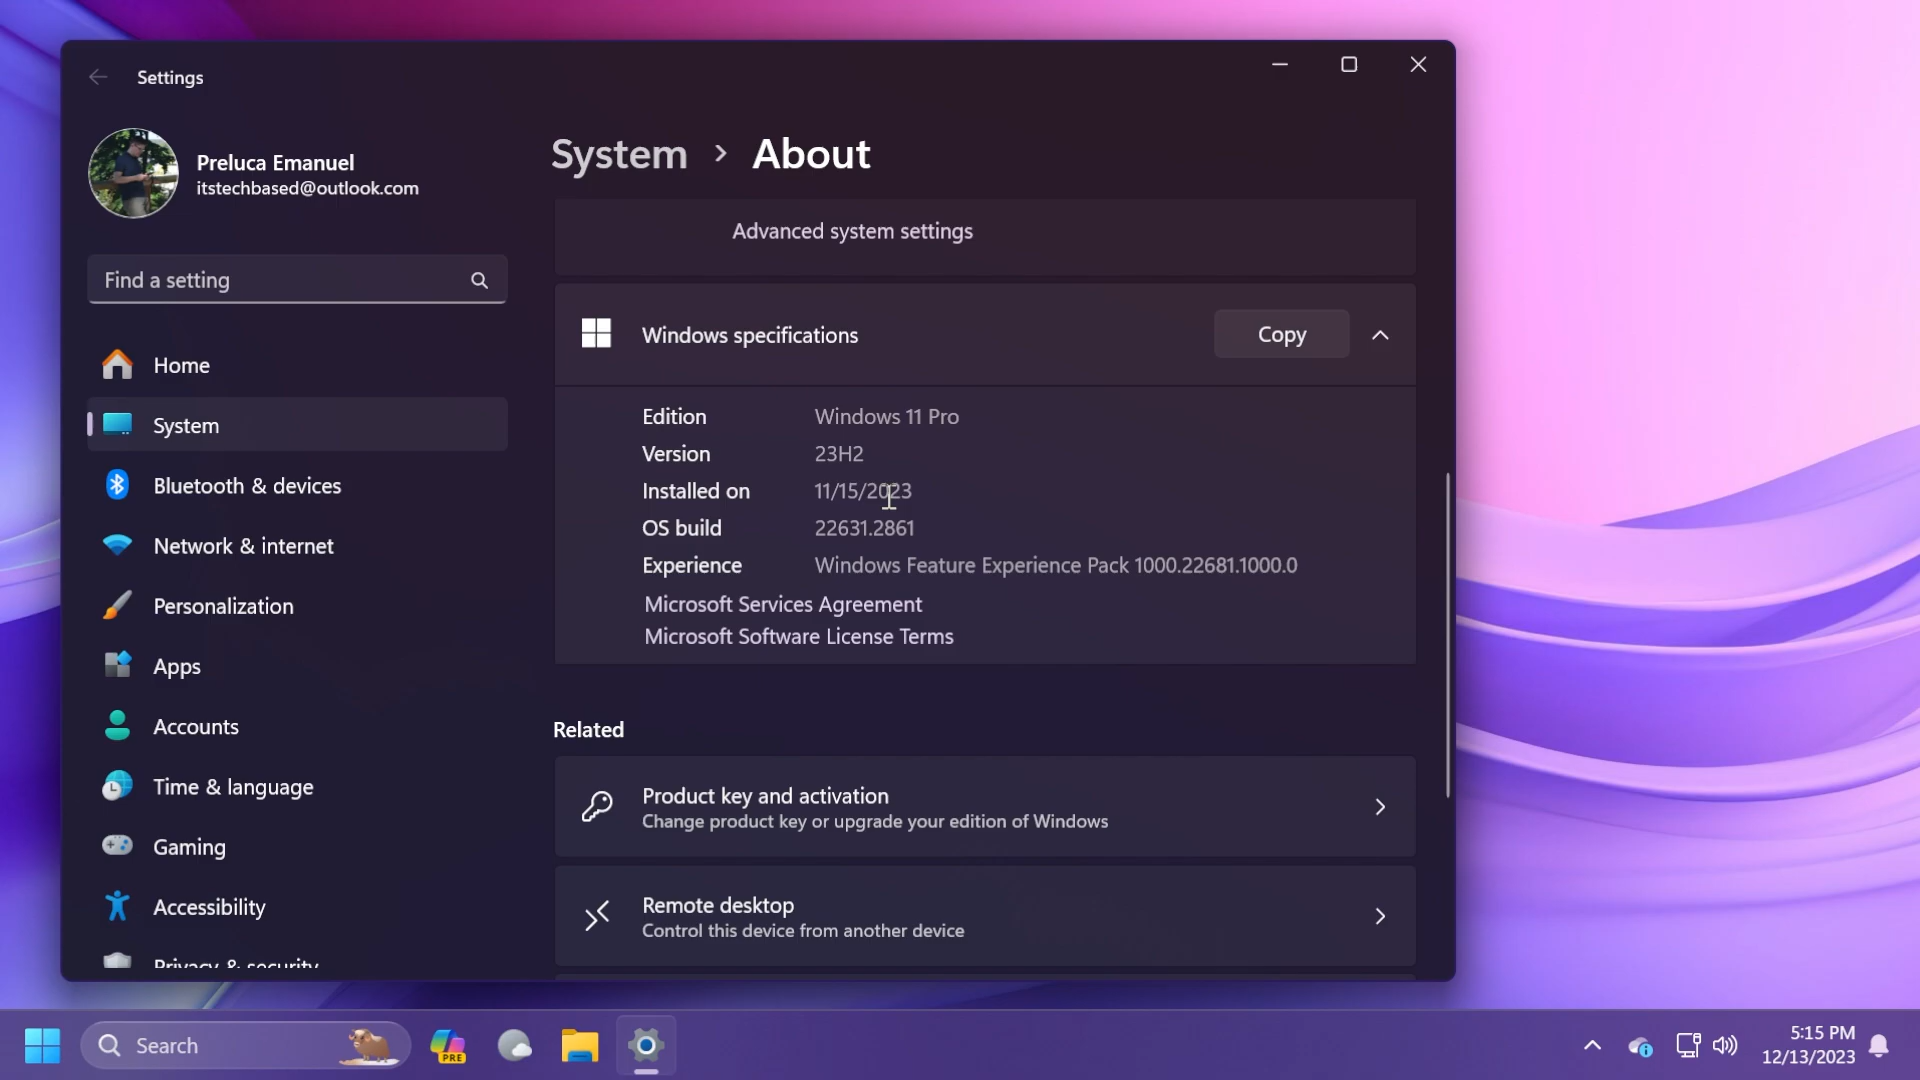 Settings
Preluca Emanuel
itstechbased@outlook.com
Find a setting
Home
System
Bluetooth & devices
Network & internet
Personalization
Apps
Accounts
Time & language
Gaming
Accessibility
Privacy & security
System > About
Advanced system settings
Windows specifications Copy
Edition Windows 11 Pro
Version 23H2
Installed on 11/15/2023
OS build 22631.2861
Experience Windows Feature Experience Pack 1000.22681.1000.0
Microsoft Services Agreement
Microsoft Software License Terms
Related
Product key and activation
Change product key or upgrade your edition of Windows
Remote desktop
Control this device from another device
Search
PRE
5:15 PM
12/13/2023